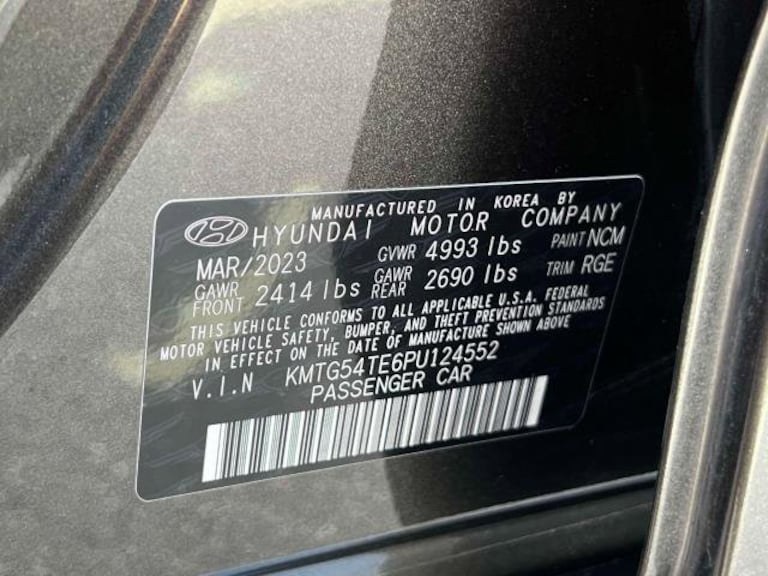 MANUFACTURED IN KOREA BY
HYUNDAI MOTOR COMPANY
MAR/2023 GVWR 4993 lbs PAINT NCM
GAWR FRONT 2414 lbs GAWR REAR 2690 lbs TRIM RGE
THIS VEHICLE CONFORMS TO ALL APPLICABLE U.S.A. FEDERAL
MOTOR VEHICLE SAFETY, BUMPER, AND THEFT PREVENTION STANDARDS
IN EFFECT ON THE DATE OF MANUFACTURE SHOWN ABOVE
V.I.N KMTG54TE6PU124552
PASSENGER CAR